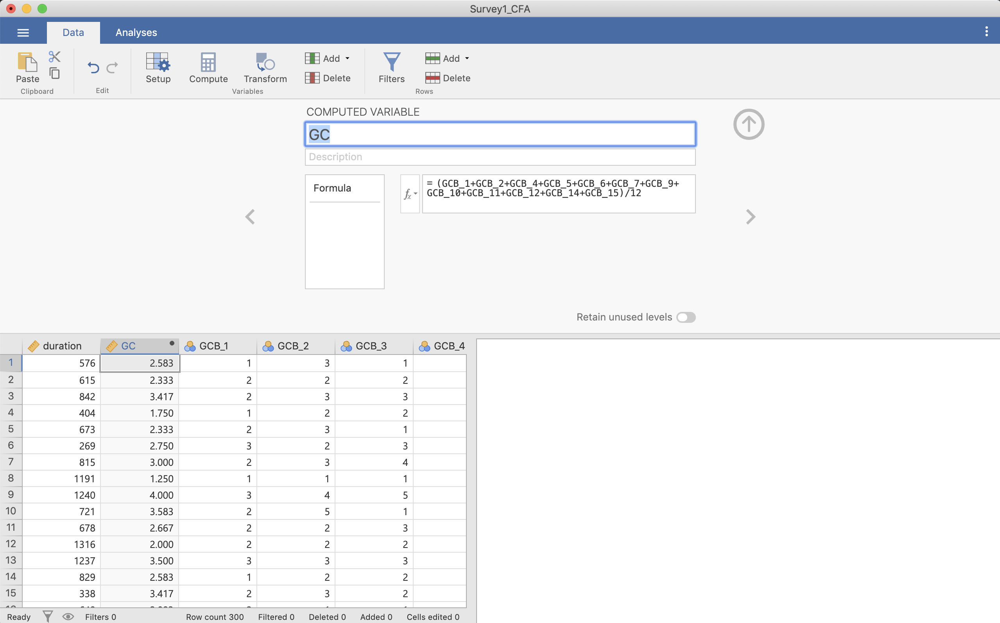 Survey1_CFA
Data Analyses
Paste
Clipboard
Edit
Setup Compute Transform
Variables
Add
Delete
Filters
Add
Delete
Rows
COMPUTED VARIABLE
GC
Description
Formula
fx
= (GCB_1+GCB_2+GCB_4+GCB_5+GCB_6+GCB_7+GCB_9+
GCB_10+GCB_11+GCB_12+GCB_14+GCB_15)/12
Retain unused levels
duration GC GCB_1 GCB_2 GCB_3 GCB_4
1 576 2.583 1 3 1
2 615 2.333 2 2 2
3 842 3.417 2 3 3
4 404 1.750 1 2 2
5 673 2.333 2 3 1
6 269 2.750 3 2 3
7 815 3.000 2 3 4
8 1191 1.250 1 1 1
9 1240 4.000 3 4 5
10 721 3.583 2 5 1
11 678 2.667 2 2 3
12 1316 2.000 2 2 2
13 1237 3.500 3 3 3
14 829 2.583 1 2 2
15 338 3.417 2 3 2
Ready Filters 0 Row count 300 Filtered 0 Deleted 0 Added 0 Cells edited 0